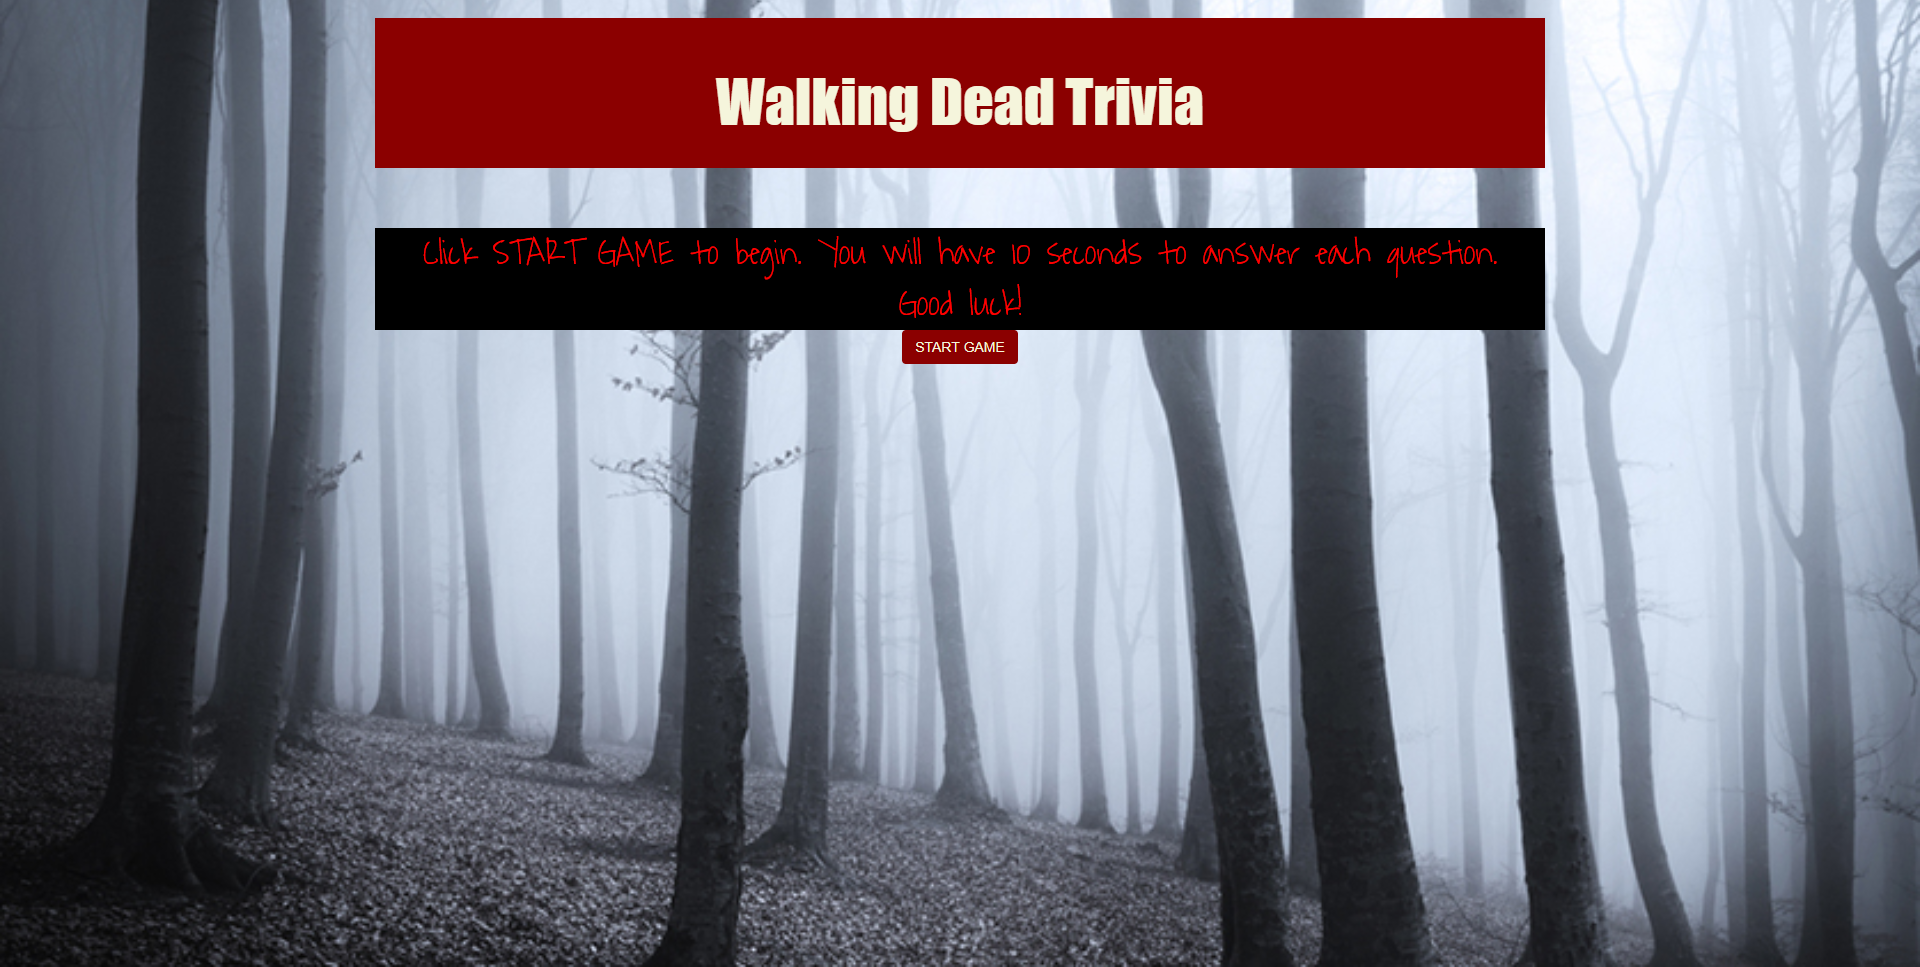 Walking Dead Trivia
Click START GAME to begin. You will have 10 seconds to answer each question.
Good luck!
START GAME